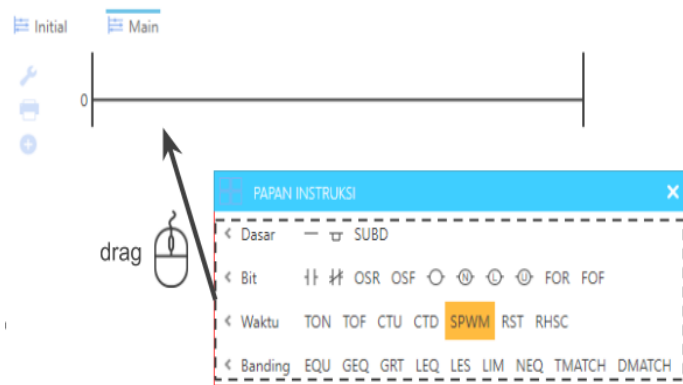 Initial Main
0
PAPAN INSTRUKSI
drag
Dasar SUBD
Bit OSR OSF N L U FOR FOF
Waktu TON TOF CTU CTD SPWM RST RHSC
Banding EQU GEQ GRT LEQ LES LIM NEQ TMATCH DMATCH